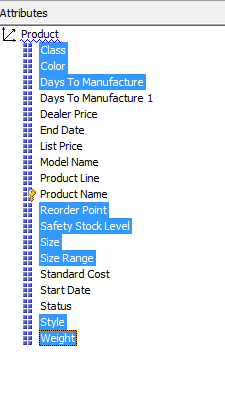 Attributes
Product
Class
Color
Days To Manufacture
Days To Manufacture 1
Dealer Price
End Date
List Price
Model Name
Product Line
Product Name
Reorder Point
Safety Stock Level
Size
Size Range
Standard Cost
Start Date
Status
Style
Weight